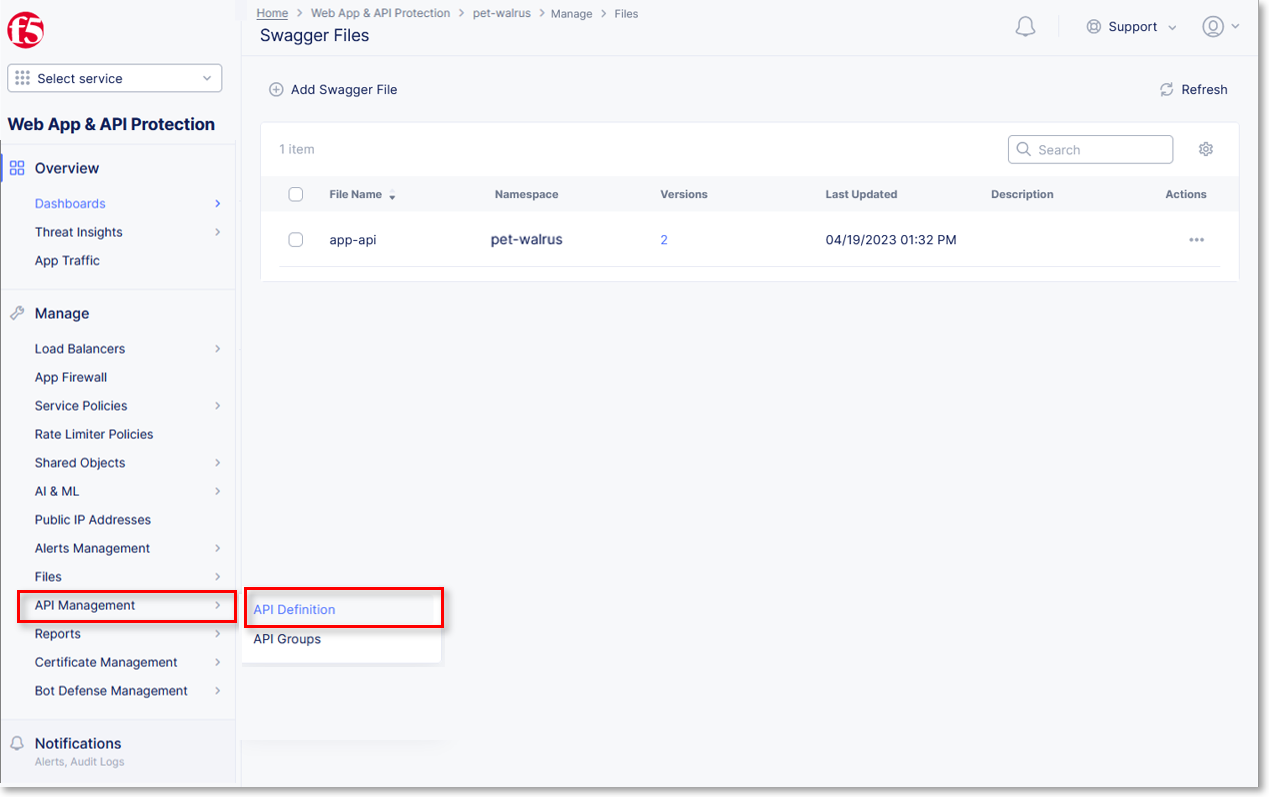 f5
Select service
Web App & API Protection
Overview
Dashboards
Threat Insights
App Traffic
Manage
Load Balancers
App Firewall
Service Policies
Rate Limiter Policies
Shared Objects
AI & ML
Public IP Addresses
Alerts Management
Files
API Management
Reports
Certificate Management
Bot Defense Management
Notifications
Alerts, Audit Logs
API Definition
API Groups
Home > Web App & API Protection > pet-walrus > Manage > Files
Swagger Files
Support
Add Swagger File
Refresh
1 item
Search
File Name Namespace Versions Last Updated Description Actions
app-api pet-walrus 2 04/19/2023 01:32 PM